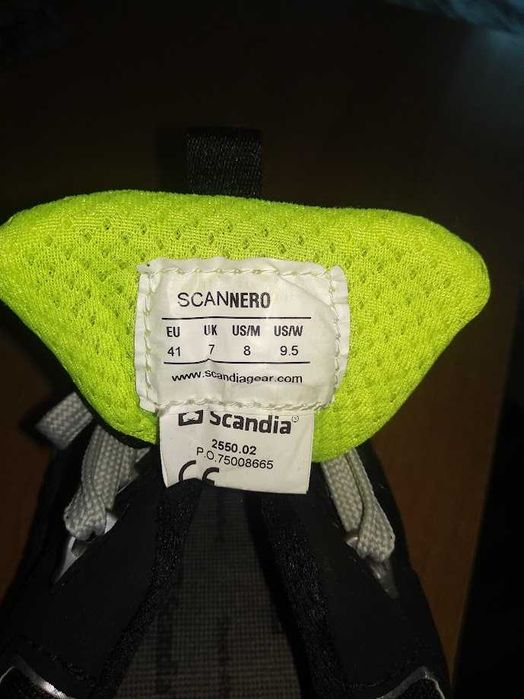 SCANNERO
EU UK US/M US/W
41 7 8 9.5
www.scandiagear.com
Scandia®
2550.02
P.O.75008665
CE